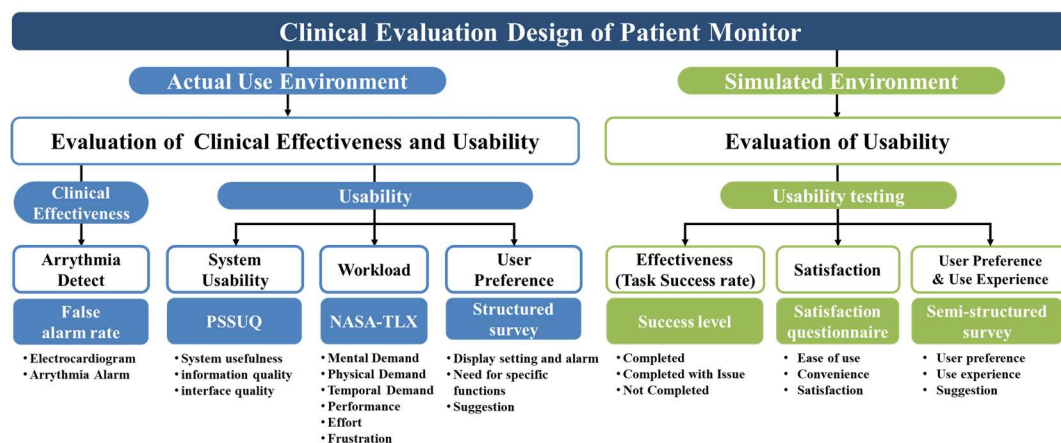 Clinical Evaluation Design of Patient Monitor
Actual Use Environment
Simulated Environment
Evaluation of Clinical Effectiveness and Usability
Evaluation of Usability
Clinical
Effectiveness
Usability
Usability testing
Arrythmia
Detect
System
Usability
Workload
User
Preference
Effectiveness
(Task Success rate)
Satisfaction
User Preference
& Use Experience
False
alarm rate
PSSUQ
NASA-TLX
Structured
survey
Success level
Satisfaction
questionnaire
Semi-structured
survey
• Electrocardiogram
• Arrythmia Alarm
• System usefulness
• information quality
• interface quality
• Mental Demand
• Physical Demand
• Temporal Demand
• Performance
• Effort
• Frustration
• Display setting and alarm
• Need for specific
functions
• Suggestion
• Completed
• Completed with Issue
• Not Completed
• Ease of use
• Convenience
• Satisfaction
• User preference
• Use experience
• Suggestion